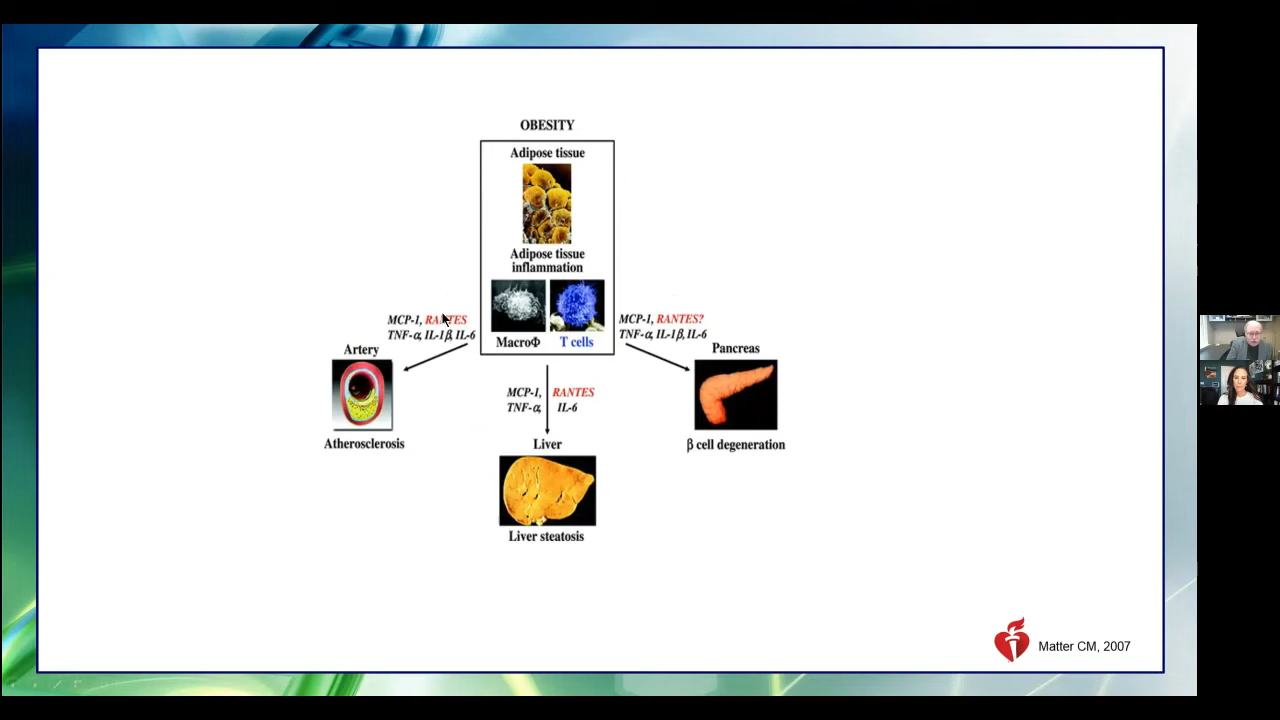 OBESITY
Adipose tissue
Adipose tissue
inflammation
MacroΦ
T cells
MCP-1, RANTES
TNF-α, IL-1β, IL-6
Artery
Atherosclerosis
MCP-1, RANTES
TNF-α, IL-6
Liver
Liver steatosis
MCP-1, RANTES?
TNF-α, IL-1β, IL-6
Pancreas
β cell degeneration
Matter CM, 2007